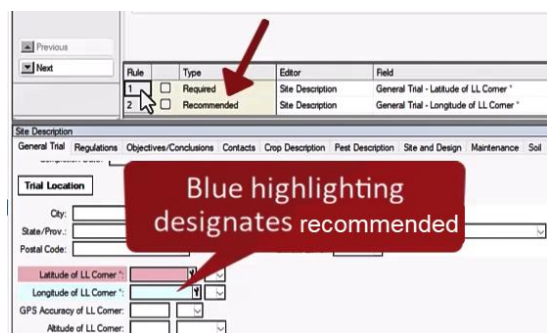 Previous
Next
Rule Type Editor Field
1 Required Site Description General Trial - Latitude of LL Corner *
2 Recommended Site Description General Trial - Longitude of LL Corner *
Site Description
General Trial Regulations Objectives/Conclusions Contacts Crop Description Pest Description Site and Design Maintenance Soil
Trial Location
Blue highlighting
designates recommended
City:
State/Prov.:
Postal Code:
Latitude of LL Corner *:
Longitude of LL Corner *:
GPS Accuracy of LL Corner:
Altitude of LL Corner: